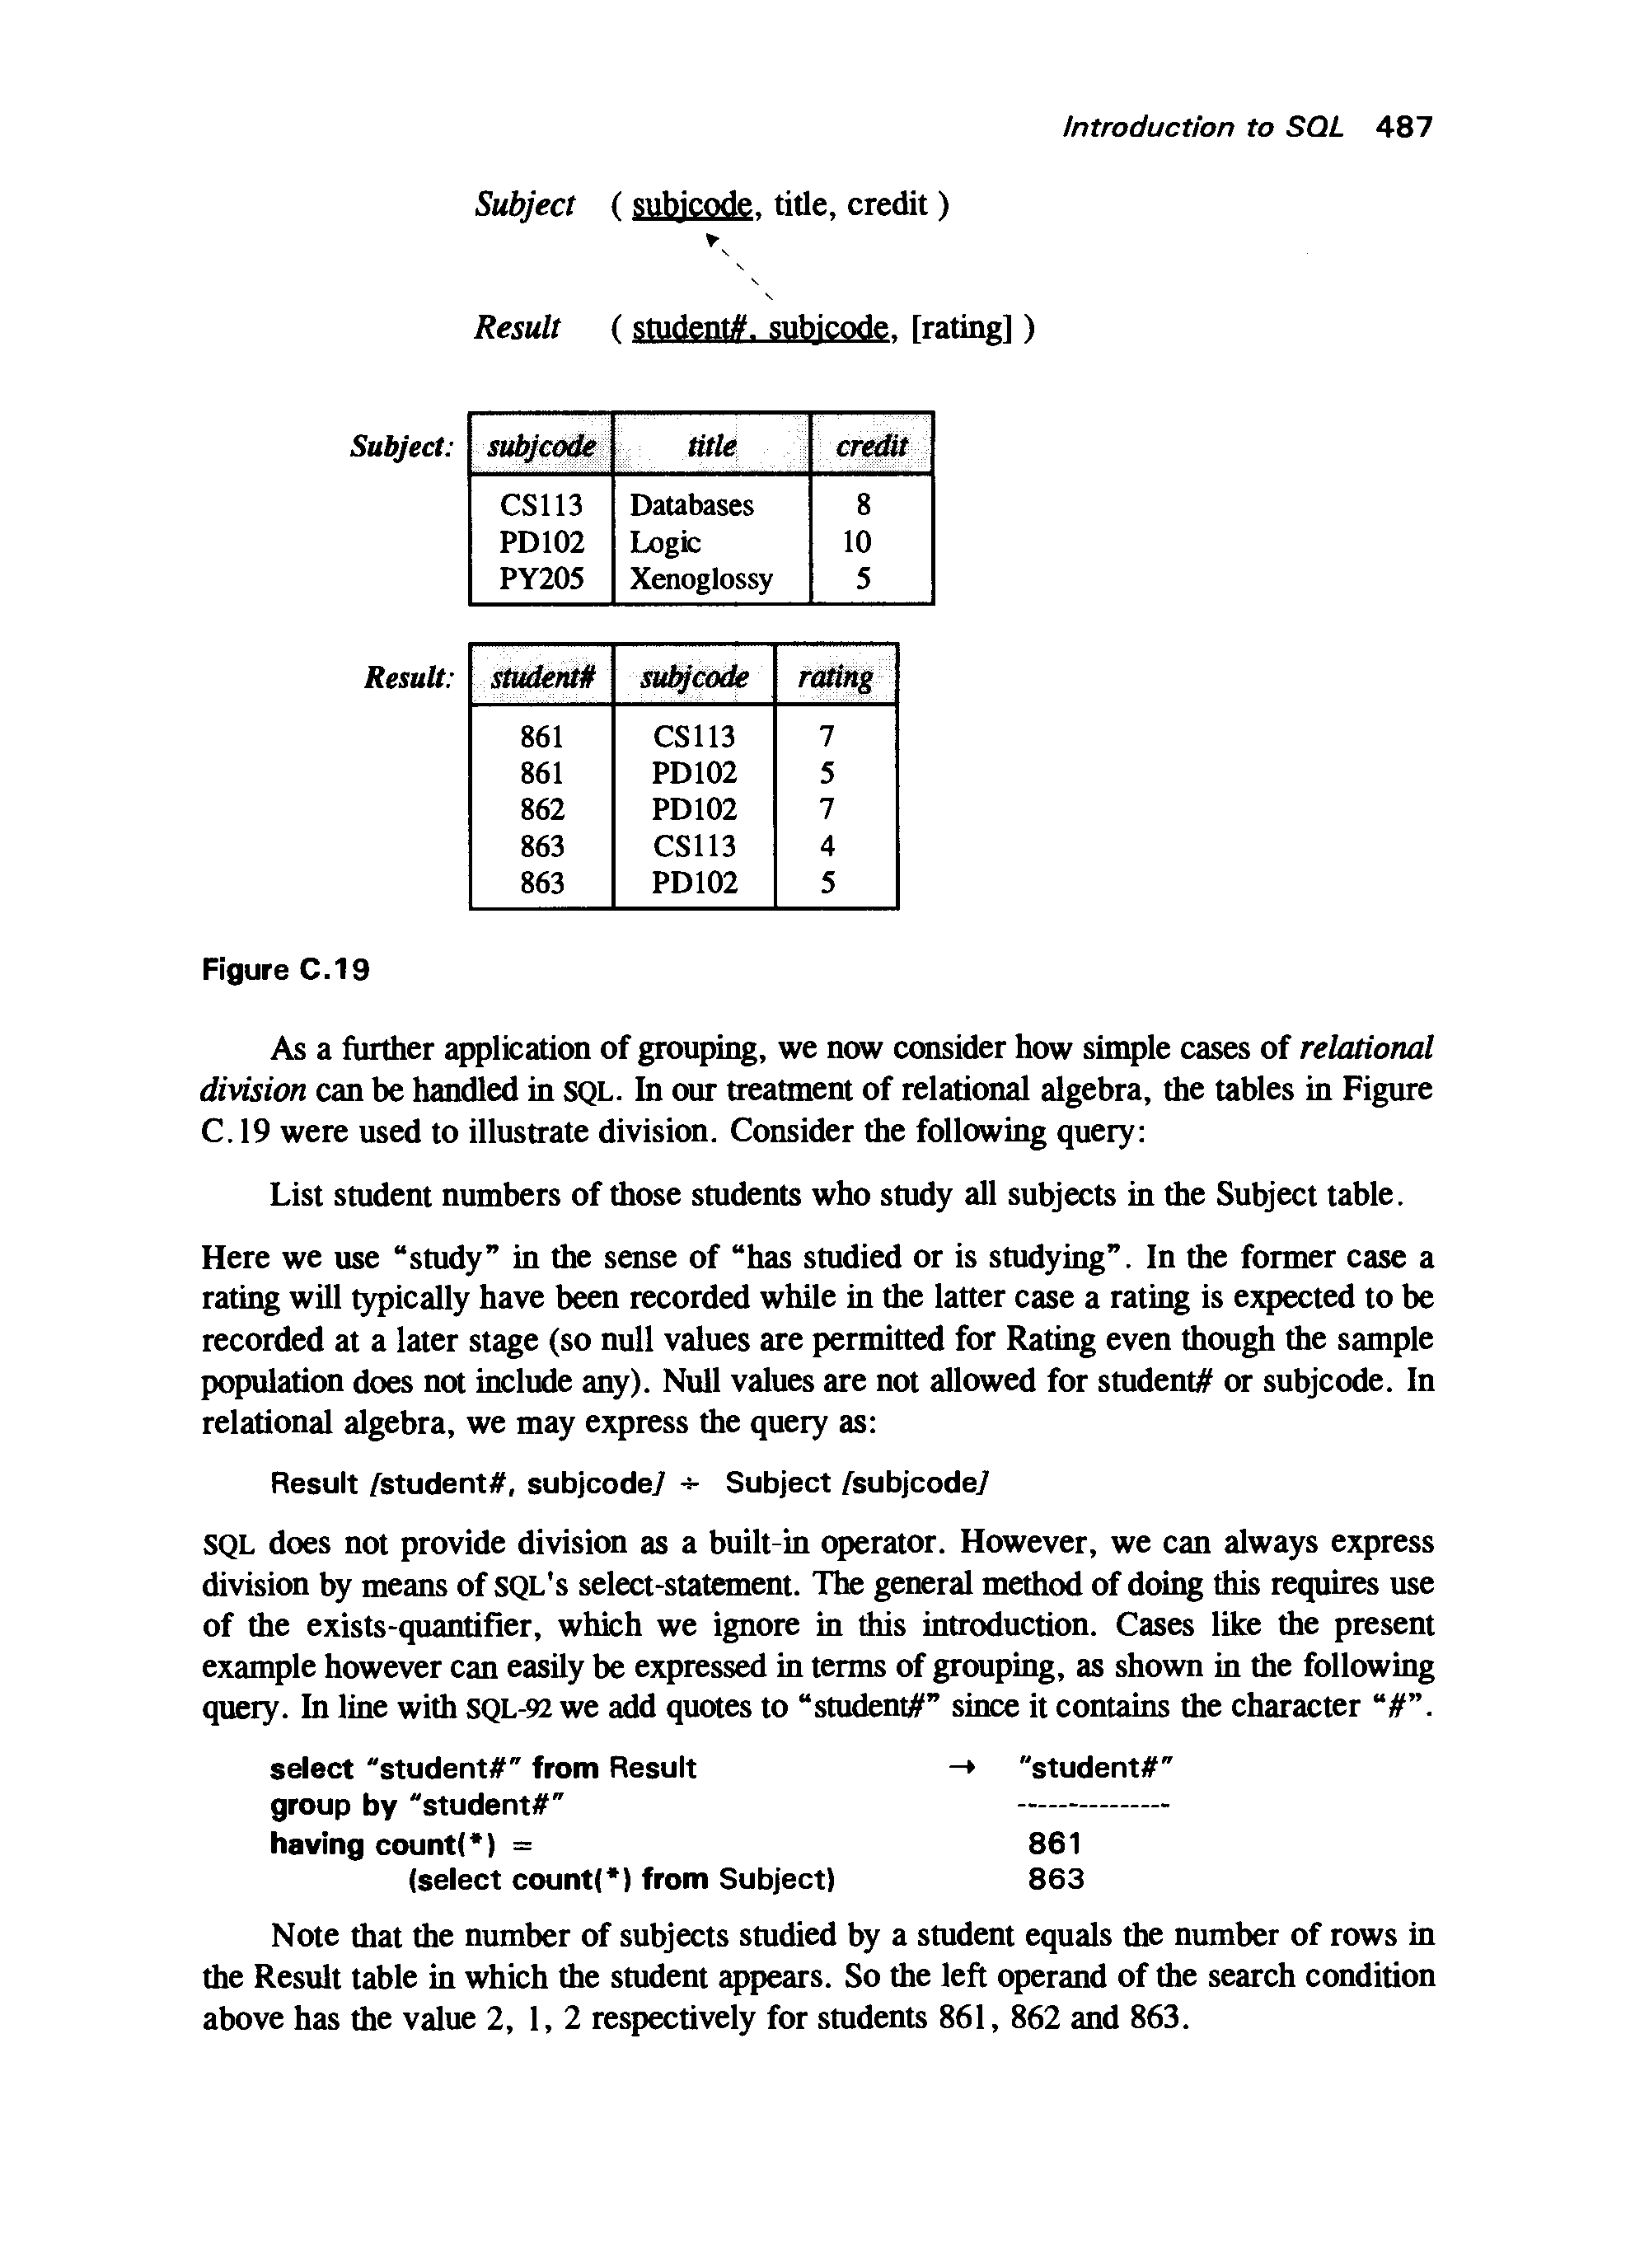 Introduction to SQL 487
Subject ( subjcode, title, credit )
Result ( student#, subjcode, [rating] )
Subject: subjcode title credit
CS113 Databases 8
PD102 Logic 10
PY205 Xenoglossy 5
Result: student# subjcode rating
861 CS113 7
861 PD102 5
862 PD102 7
863 CS113 4
863 PD102 5
Figure C.19
As a further application of grouping, we now consider how simple cases of relational
division can be handled in SQL. In our treatment of relational algebra, the tables in Figure
C.19 were used to illustrate division. Consider the following query:
List student numbers of those students who study all subjects in the Subject table.
Here we use “study” in the sense of “has studied or is studying”. In the former case a
rating will typically have been recorded while in the latter case a rating is expected to be
recorded at a later stage (so null values are permitted for Rating even though the sample
population does not include any). Null values are not allowed for student# or subjcode. In
relational algebra, we may express the query as:
Result [student#, subjcode] ÷ Subject [subjcode]
SQL does not provide division as a built-in operator. However, we can always express
division by means of SQL's select-statement. The general method of doing this requires use
of the exists-quantifier, which we ignore in this introduction. Cases like the present
example however can easily be expressed in terms of grouping, as shown in the following
query. In line with SQL-92 we add quotes to “student#” since it contains the character “#”.
select "student#" from Result → "student#"
group by "student#" ---------------
having count(*) = 861
(select count(*) from Subject) 863
Note that the number of subjects studied by a student equals the number of rows in
the Result table in which the student appears. So the left operand of the search condition
above has the value 2, 1, 2 respectively for students 861, 862 and 863.